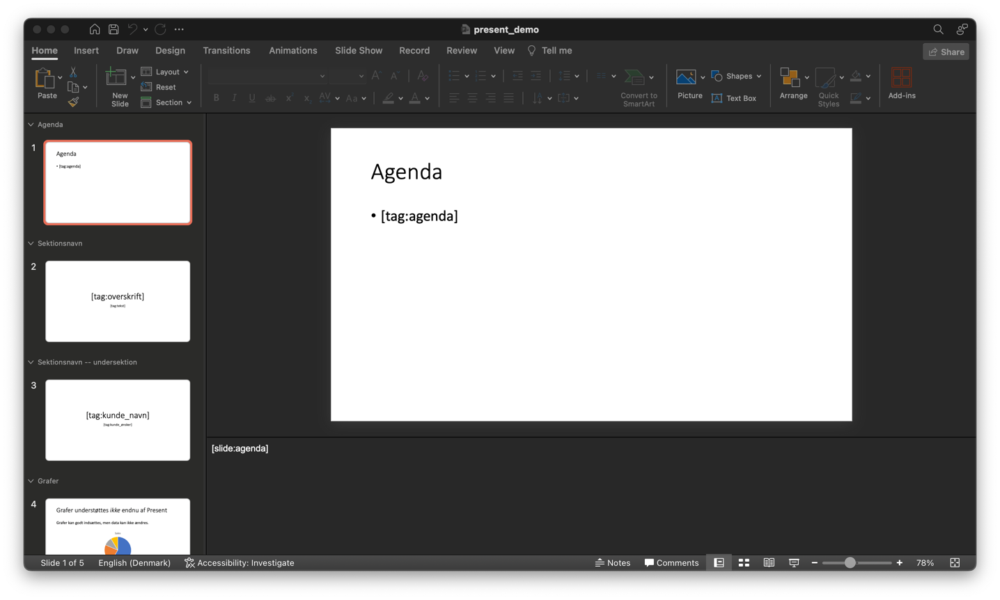 present_demo
Home Insert Draw Design Transitions Animations Slide Show Record Review View Tell me Share
Paste
New Slide
Layout
Reset
Section
B I U ab x x AV Aa A
Convert to SmartArt
Picture
Shapes
Text Box
Arrange
Quick Styles
Add-ins
Agenda
1
Agenda
• [tag:agenda]
Sektionsnavn
2
[tag:overskrift]
[tag:tekst]
Sektionsnavn -- undersektion
3
[tag:kunde_navn]
[tag:kunde_ønsker]
Grafer
4
Grafer understøttes ikke endnu af Present
Grafer kan godt indsættes, men data kan ikke ændres.
Sales
Agenda
• [tag:agenda]
[slide:agenda]
Slide 1 of 5 English (Denmark) Accessibility: Investigate Notes Comments 78%